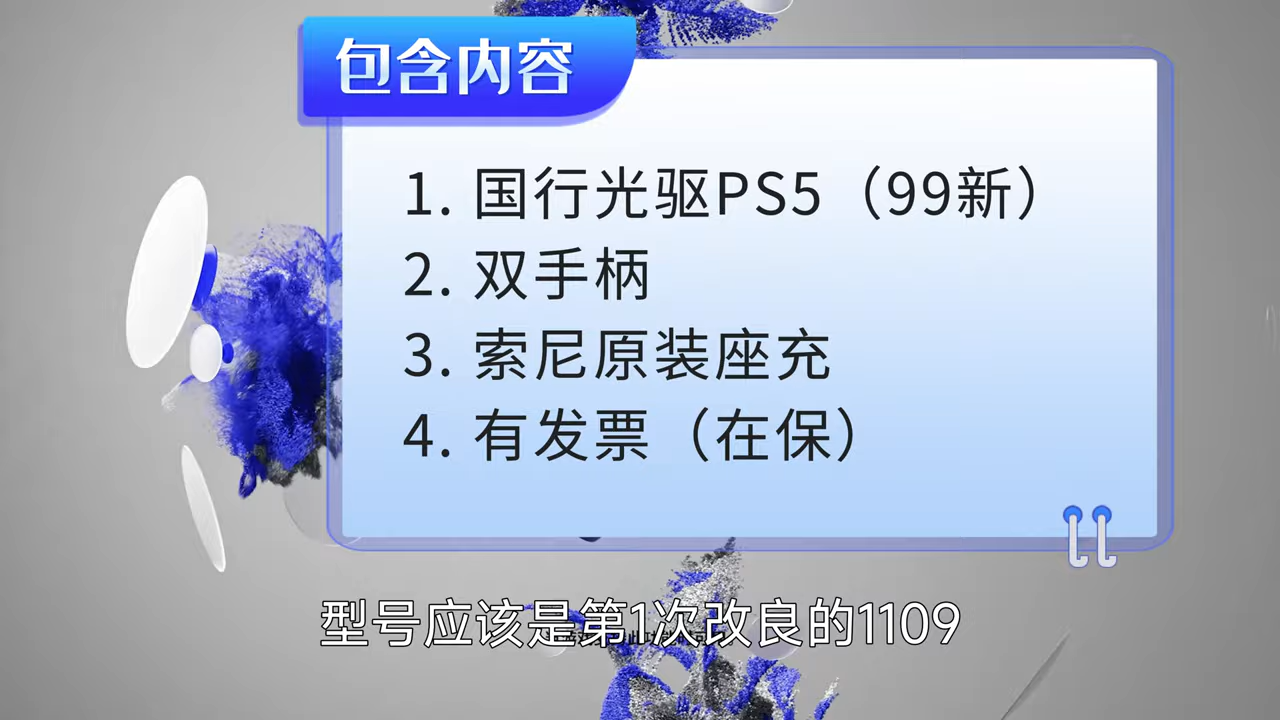 包含内容
1. 国行光驱PS5（99新）
2. 双手柄
3. 索尼原装座充
4. 有发票（在保）
型号应该是第1次改良的1109